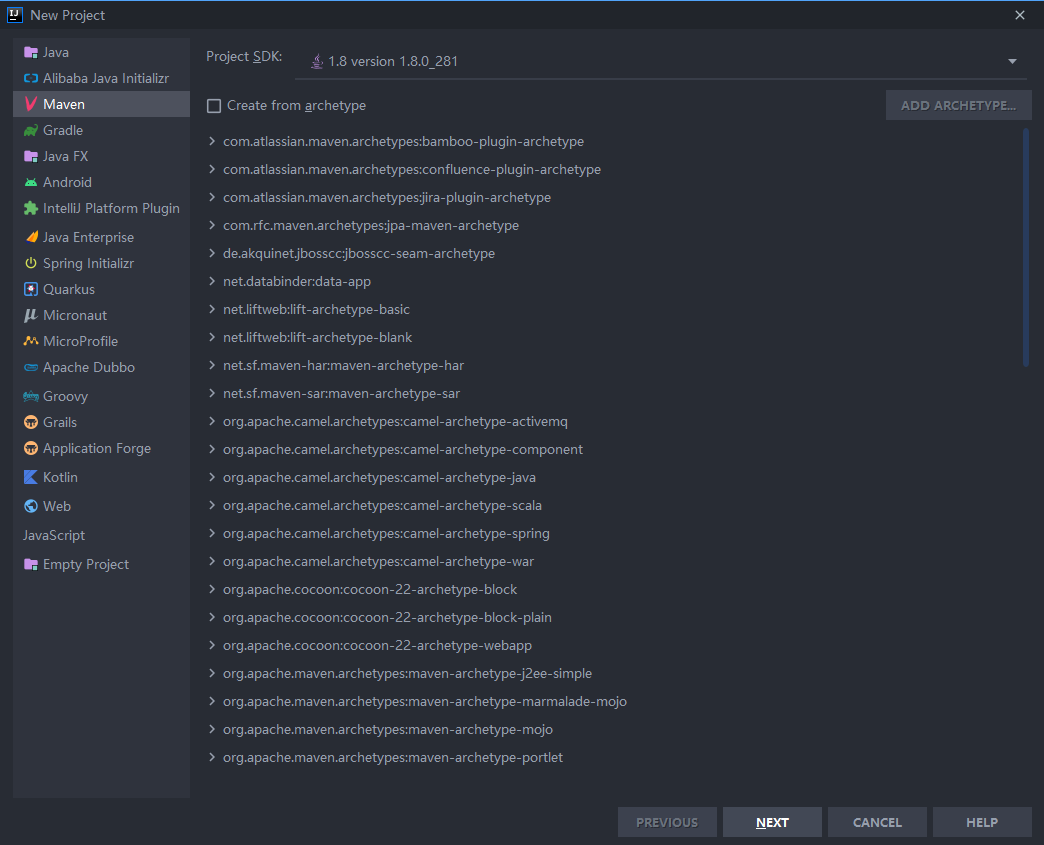 New Project
Java
Alibaba Java Initializr
Maven
Gradle
Java FX
Android
IntelliJ Platform Plugin
Java Enterprise
Spring Initializr
Quarkus
Micronaut
MicroProfile
Apache Dubbo
Groovy
Grails
Application Forge
Kotlin
Web
JavaScript
Empty Project
Project SDK: 1.8 version 1.8.0_281
Create from archetype ADD ARCHETYPE...
com.atlassian.maven.archetypes:bamboo-plugin-archetype
com.atlassian.maven.archetypes:confluence-plugin-archetype
com.atlassian.maven.archetypes:jira-plugin-archetype
com.rfc.maven.archetypes:jpa-maven-archetype
de.akquinet.jbosscc:jbosscc-seam-archetype
net.databinder:data-app
net.liftweb:lift-archetype-basic
net.liftweb:lift-archetype-blank
net.sf.maven-har:maven-archetype-har
net.sf.maven-sar:maven-archetype-sar
org.apache.camel.archetypes:camel-archetype-activemq
org.apache.camel.archetypes:camel-archetype-component
org.apache.camel.archetypes:camel-archetype-java
org.apache.camel.archetypes:camel-archetype-scala
org.apache.camel.archetypes:camel-archetype-spring
org.apache.camel.archetypes:camel-archetype-war
org.apache.cocoon:cocoon-22-archetype-block
org.apache.cocoon:cocoon-22-archetype-block-plain
org.apache.cocoon:cocoon-22-archetype-webapp
org.apache.maven.archetypes:maven-archetype-j2ee-simple
org.apache.maven.archetypes:maven-archetype-marmalade-mojo
org.apache.maven.archetypes:maven-archetype-mojo
org.apache.maven.archetypes:maven-archetype-portlet
PREVIOUS NEXT CANCEL HELP